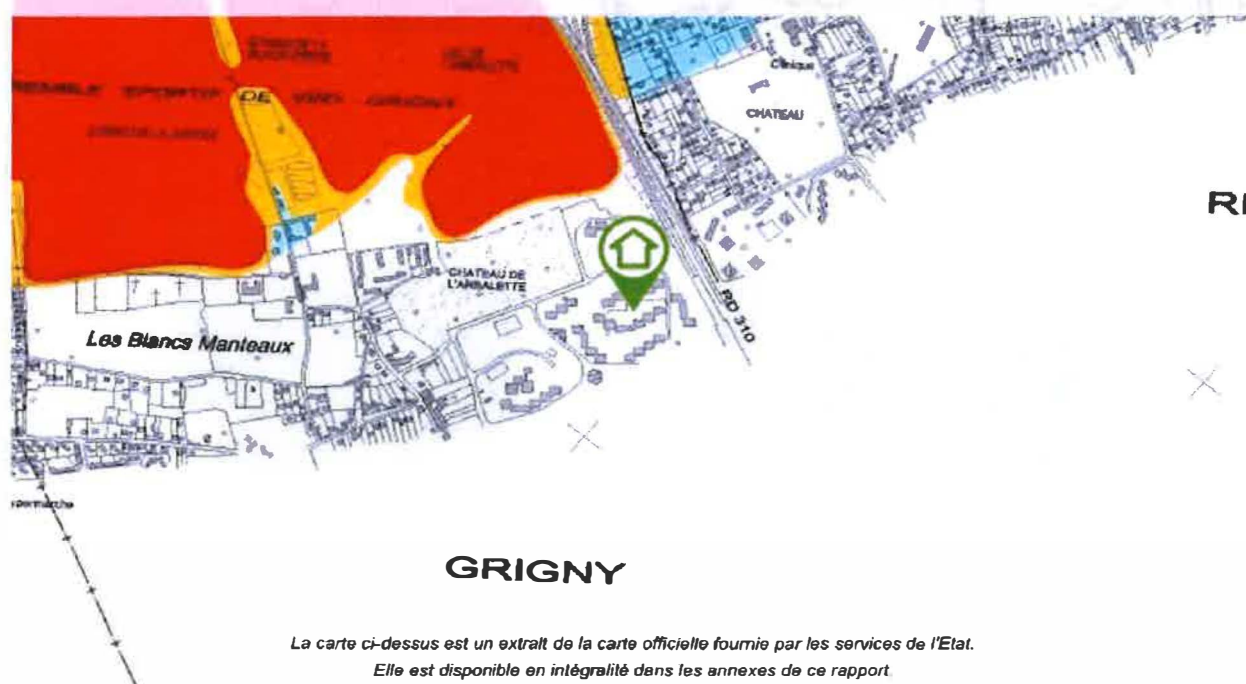 DE
Clinique
CHATEAU
CHATEAU DE
L'ARBALETTE
RD 310
Les Blancs Manteaux
GRIGNY
La carte ci-dessus est un extrait de la carte officielle fournie par les services de l'Etat.
Elle est disponible en intégralité dans les annexes de ce rapport.